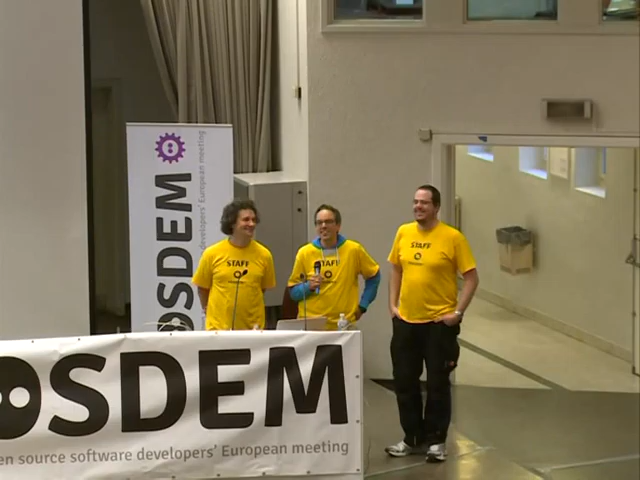 OSDEM
developers' European meeting
STAFF
STAFF
STAFF
OSDEM
en source software developers' European meeting